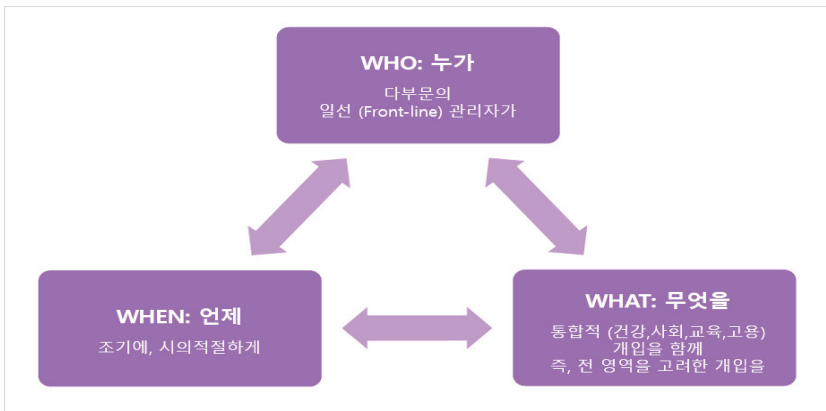 WHO: 누가
다부문의
일선 (Front-line) 관리자가
WHEN: 언제
조기에, 시의적절하게
WHAT: 무엇을
통합적 (건강,사회,교육,고용)
개입을 함께
즉, 전 영역을 고려한 개입을